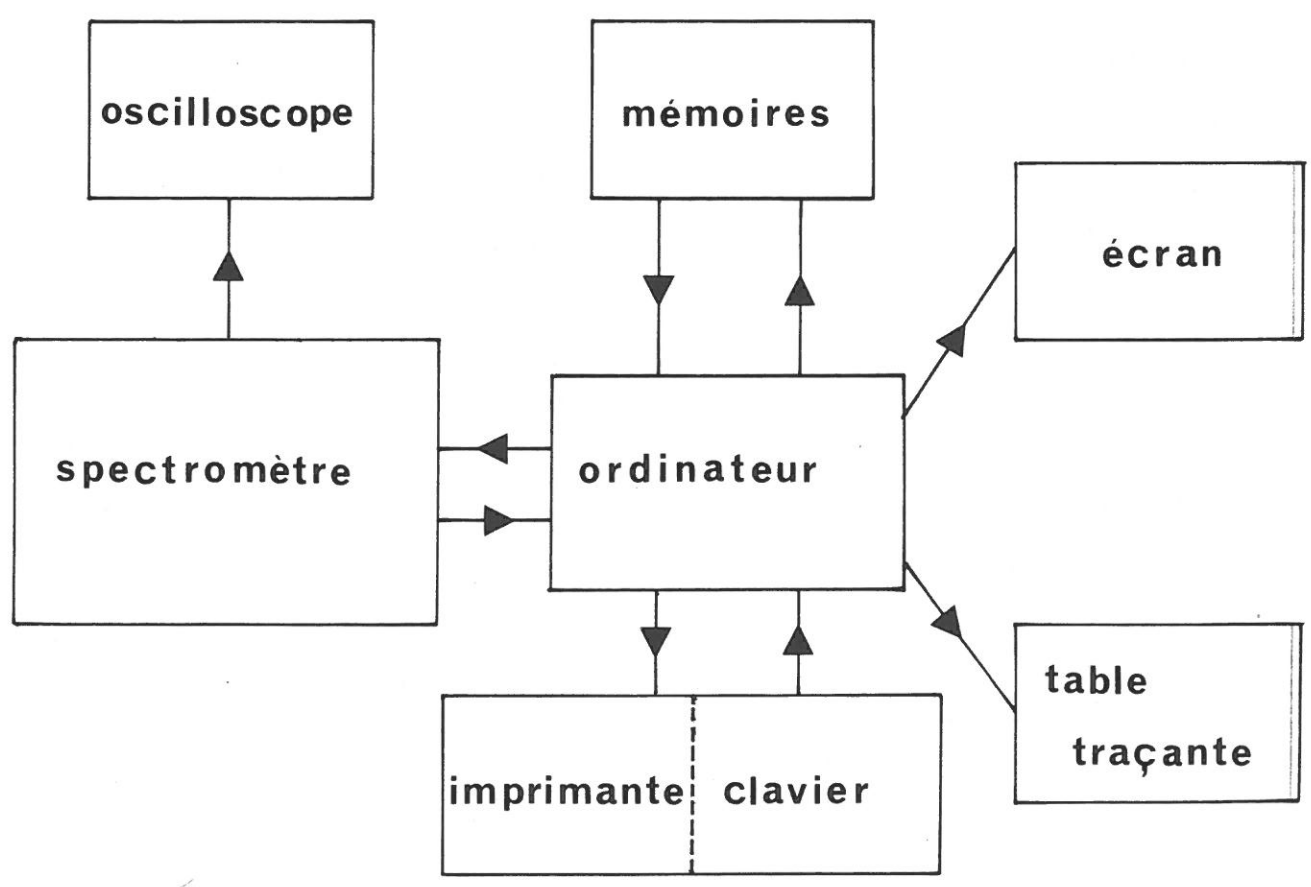 oscilloscope
mémoires
écran
spectromètre
ordinateur
table
traçante
imprimante
clavier